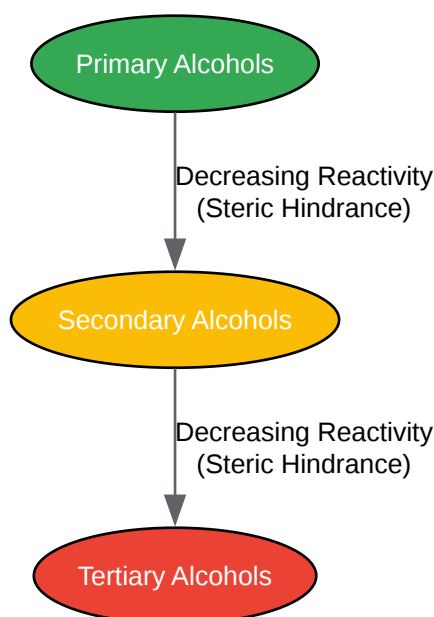 Primary Alcohols
Decreasing Reactivity
(Steric Hindrance)
Secondary Alcohols
Decreasing Reactivity
(Steric Hindrance)
Tertiary Alcohols